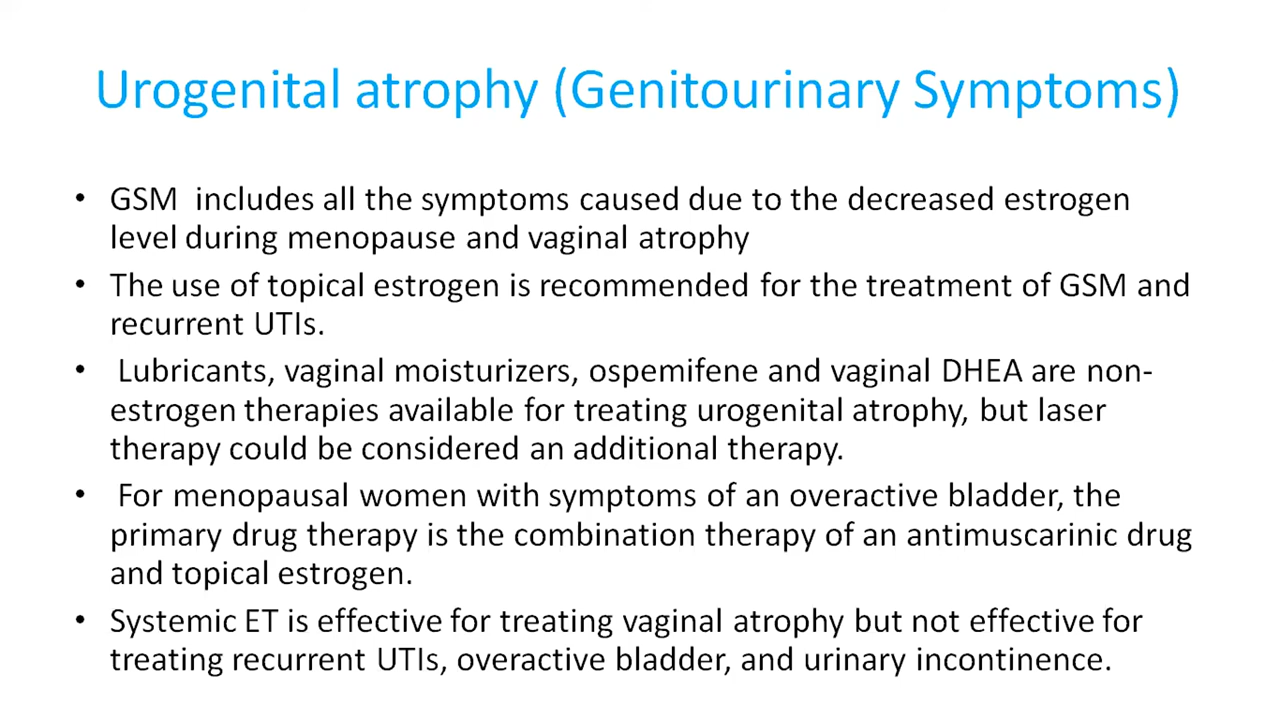 Urogenital atrophy (Genitourinary Symptoms)
• GSM  includes all the symptoms caused due to the decreased estrogen
level during menopause and vaginal atrophy
• The use of topical estrogen is recommended for the treatment of GSM and
recurrent UTIs.
•  Lubricants, vaginal moisturizers, ospemifene and vaginal DHEA are non-
estrogen therapies available for treating urogenital atrophy, but laser
therapy could be considered an additional therapy.
•  For menopausal women with symptoms of an overactive bladder, the
primary drug therapy is the combination therapy of an antimuscarinic drug
and topical estrogen.
• Systemic ET is effective for treating vaginal atrophy but not effective for
treating recurrent UTIs, overactive bladder, and urinary incontinence.